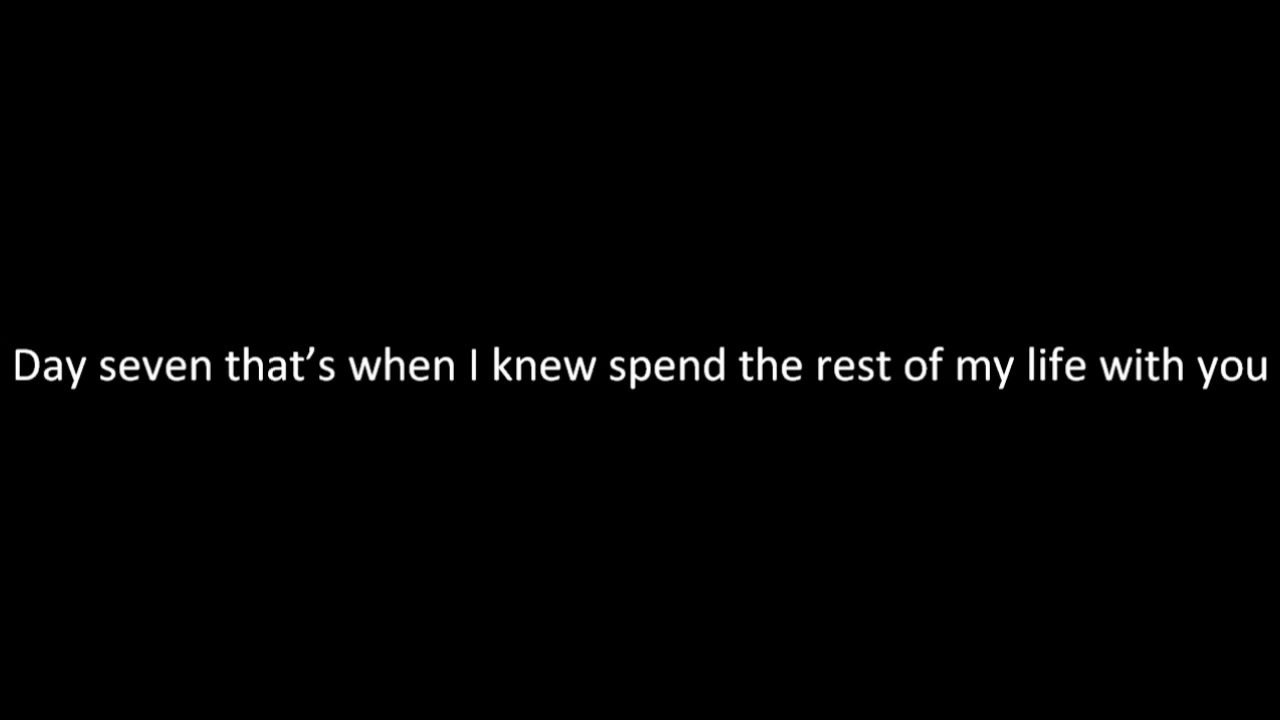 Day seven that’s when I knew spend the rest of my life with you